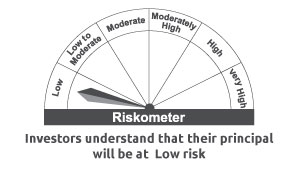 Low
Low to
Moderate
Moderate
Moderately
High
High
very High
Riskometer
Investors understand that their principal
will be at Low risk